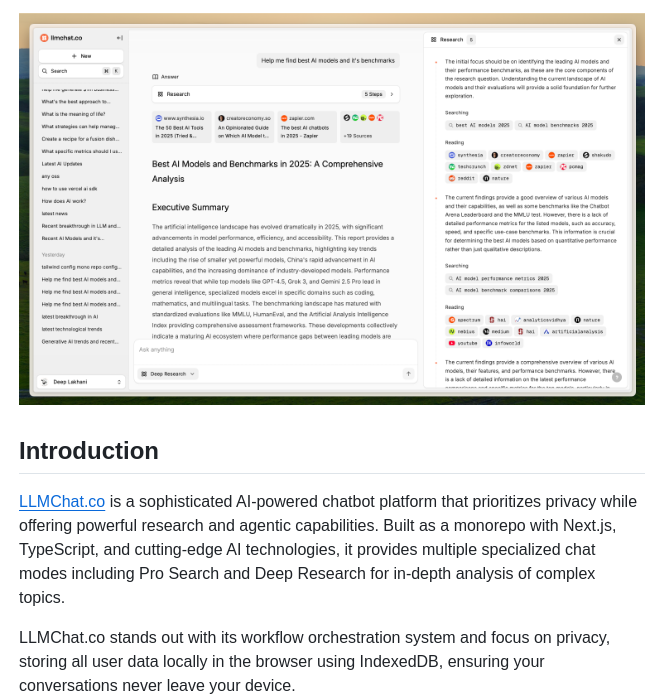 llmchat.co
+ New
Search
⌘ K
What's the best approach to...
What is the meaning of life?
What strategies can help manag...
Create a recipe for a fusion dish...
What specific metrics should I us...
Latest AI Updates
any oss
how to use vercel ai sdk
How does AI work?
latest news
Recent breakthrough in LLM and...
Recent AI Models and it's...
Yesterday
tailwind config mono repo config...
Help me find best AI models and...
Help me find best AI models and...
Help me find best AI models and...
latest breakthrough in AI
latest technological trends
Generative AI trends and recent...
Deep Lakhani
Help me find best AI models and it's benchmarks
Answer
Research
5 Steps
www.synthesia.io
The 50 Best AI Tools
in 2025 (Tried &...
creatoreconomy.so
An Opinionated Guide
on Which AI Model t...
zapier.com
The best AI chatbots
in 2025 - Zapier
+19 Sources
Best AI Models and Benchmarks in 2025: A Comprehensive
Analysis
Executive Summary
The artificial intelligence landscape has evolved dramatically in 2025, with significant
advancements in model performance, efficiency, and accessibility. This report provides a
detailed analysis of the leading AI models and their benchmarks, highlighting key trends
including the rise of smaller yet powerful models, China's rapid advancement in AI
capabilities, and the increasing dominance of industry-developed models. Performance
metrics reveal that while top models like GPT-4.5, Grok 3, and Gemini 2.5 Pro lead in
general intelligence, specialized models excel in specific domains such as coding,
mathematics, and multilingual tasks. The benchmarking landscape has matured with
standardized evaluations like MMLU, HumanEval, and the Artificial Intelligence
Index providing comprehensive assessment frameworks. These developments collectively
indicate a maturing AI ecosystem where performance gaps between leading models are
Ask anything
Deep Research
Research
5
The initial focus should be on identifying the leading AI models and
their performance benchmarks, as these are the core components of
the research question. Understanding the current landscape of AI
models and their evaluations will provide a solid foundation for further
exploration.
Searching
best AI models 2025
AI model benchmarks 2025
Reading
synthesia
creatoreconomy
zapier
shakudo
techcrunch
zdnet
zapier
pcmag
reddit
nature
The current findings provide a good overview of various AI models
and their capabilities, as well as some benchmarks like the Chatbot
Arena Leaderboard and the MMLU test. However, there is a lack of
detailed performance metrics for the listed models, such as accuracy,
speed, and specific use-case benchmarks. This information is crucial
for determining the best AI models based on quantitative performance
rather than just qualitative descriptions.
Searching
AI model performance metrics 2025
AI model benchmark comparisons 2025
Reading
spectrum
hai
analyticsvidhya
nature
nebius
medium
hai
artificialanalysis
youtube
infoworld
The current findings provide a comprehensive overview of various AI
models, their features, and performance benchmarks. However, there
is a lack of detailed information on the latest performance
Introduction
LLMChat.co is a sophisticated AI-powered chatbot platform that prioritizes privacy while
offering powerful research and agentic capabilities. Built as a monorepo with Next.js,
TypeScript, and cutting-edge AI technologies, it provides multiple specialized chat
modes including Pro Search and Deep Research for in-depth analysis of complex
topics.
LLMChat.co stands out with its workflow orchestration system and focus on privacy,
storing all user data locally in the browser using IndexedDB, ensuring your
conversations never leave your device.